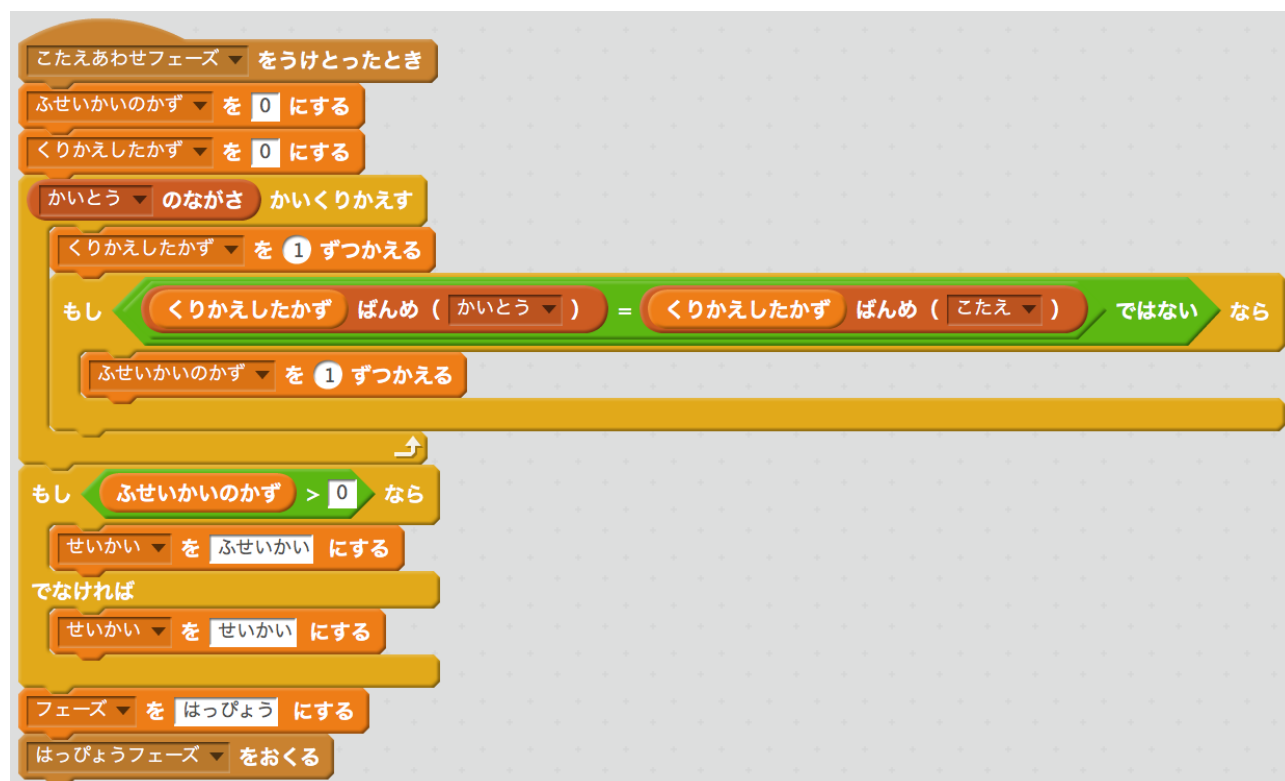 こたえあわせフェーズ をうけとったとき
ふせいかいのかず を 0 にする
くりかえしたかず を 0 にする
かいとう のながさ かいくりかえす
くりかえしたかず を 1 ずつかえる
もし くりかえしたかず ばんめ ( かいとう ) = くりかえしたかず ばんめ ( こたえ ) ではない なら
ふせいかいのかず を 1 ずつかえる
もし ふせいかいのかず > 0 なら
せいかい を ふせいかい にする
でなければ
せいかい を せいかい にする
フェーズ を はっぴょう にする
はっぴょうフェーズ をおくる